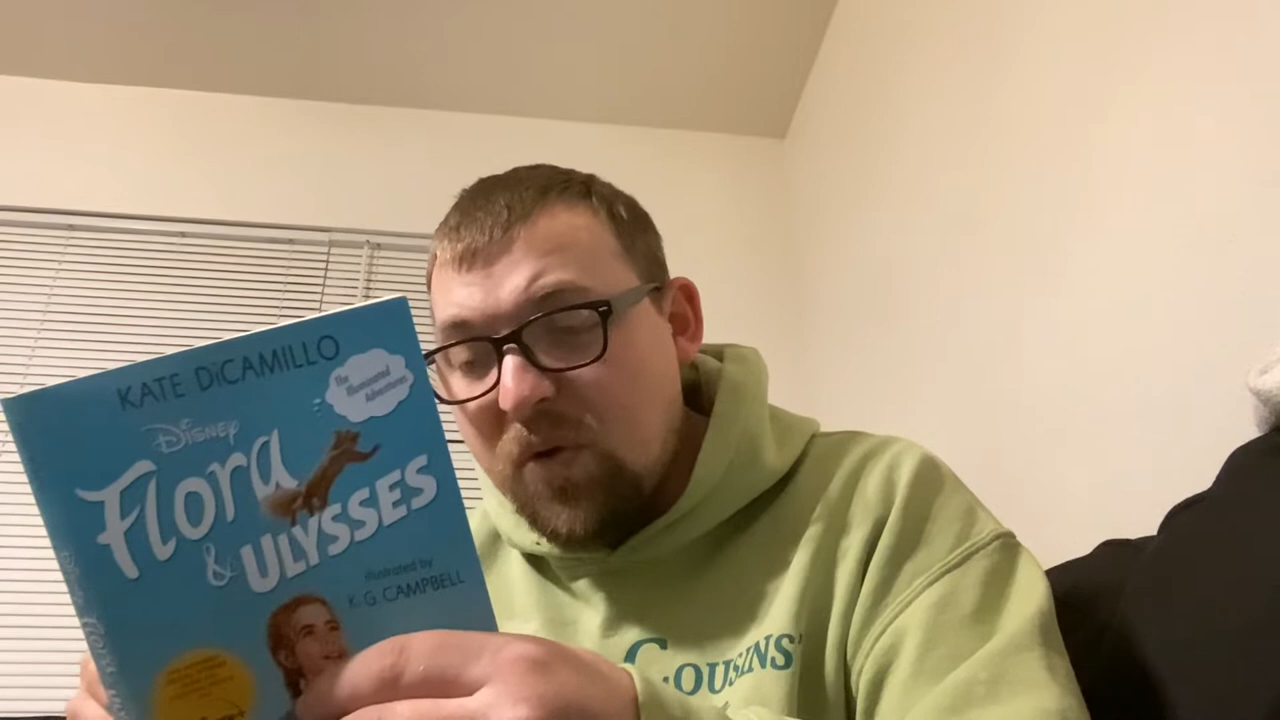 KATE DiCAMILLO
The
Illuminated
Adventures
DISNEY
Flora
& ULYSSES
illustrated by
K. G. CAMPBELL
COUSINS'